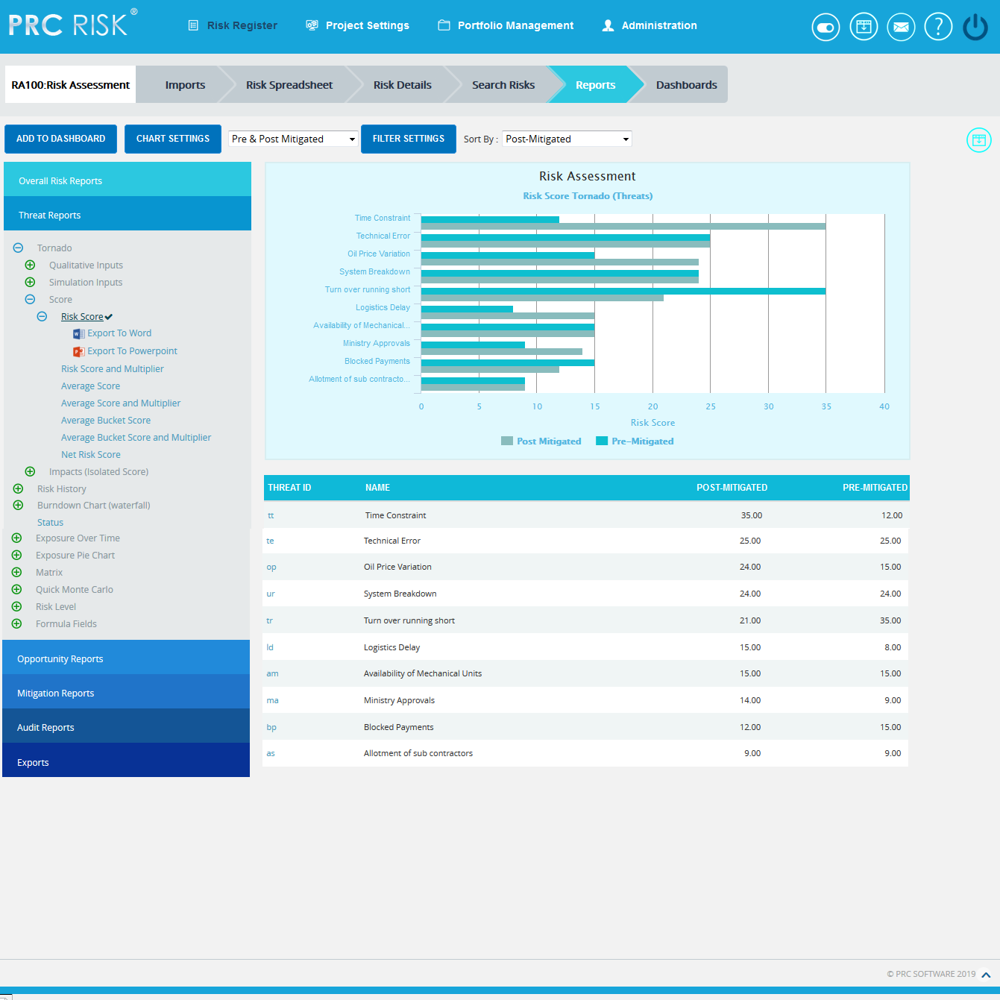 PRC RISK®
Risk Register
Project Settings
Portfolio Management
Administration
RA100:Risk Assessment
Imports
Risk Spreadsheet
Risk Details
Search Risks
Reports
Dashboards
ADD TO DASHBOARD
CHART SETTINGS
Pre & Post Mitigated
FILTER SETTINGS
Sort By :
Post-Mitigated
Overall Risk Reports
Threat Reports
Tornado
Qualitative Inputs
Simulation Inputs
Score
Risk Score
Export To Word
Export To Powerpoint
Risk Score and Multiplier
Average Score
Average Score and Multiplier
Average Bucket Score
Average Bucket Score and Multiplier
Net Risk Score
Impacts (Isolated Score)
Risk History
Burndown Chart (waterfall)
Status
Exposure Over Time
Exposure Pie Chart
Matrix
Quick Monte Carlo
Risk Level
Formula Fields
Opportunity Reports
Mitigation Reports
Audit Reports
Exports
Risk Assessment
Risk Score Tornado (Threats)
Time Constraint
Technical Error
Oil Price Variation
System Breakdown
Turn over running short
Logistics Delay
Availability of Mechanical...
Ministry Approvals
Blocked Payments
Allotment of sub contracto...
0 5 10 15 20 25 30 35 40
Risk Score
Post Mitigated Pre-Mitigated
THREAT ID NAME POST-MITIGATED PRE-MITIGATED
tt Time Constraint 35.00 12.00
te Technical Error 25.00 25.00
op Oil Price Variation 24.00 15.00
ur System Breakdown 24.00 24.00
tr Turn over running short 21.00 35.00
ld Logistics Delay 15.00 8.00
am Availability of Mechanical Units 15.00 15.00
ma Ministry Approvals 14.00 9.00
bp Blocked Payments 12.00 15.00
as Allotment of sub contractors 9.00 9.00
© PRC SOFTWARE 2019